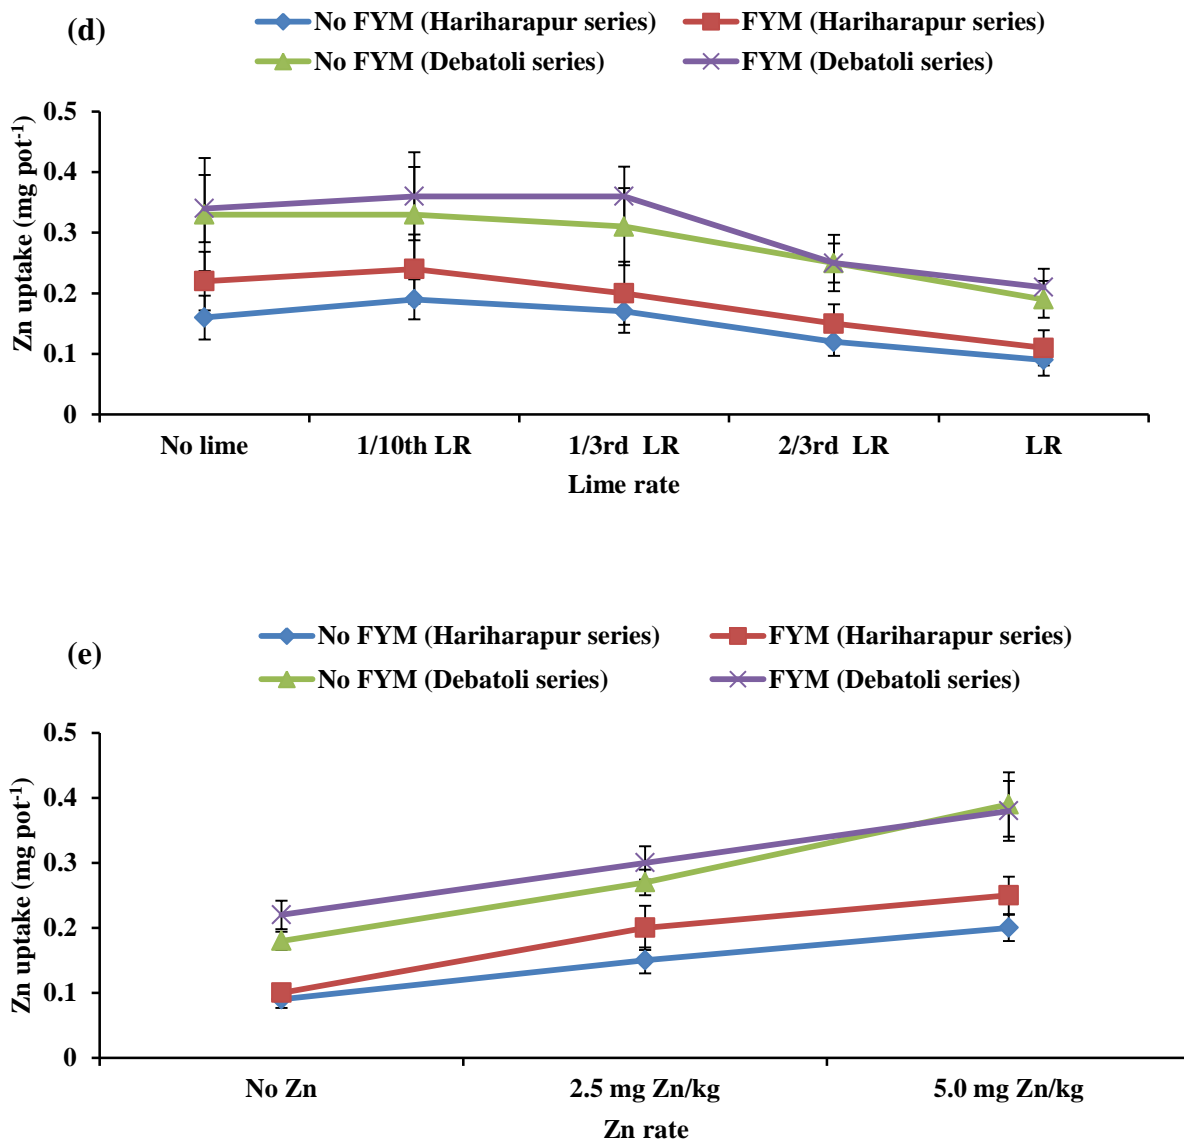 (d)
No FYM (Hariharapur series) FYM (Hariharapur series)
No FYM (Debatoli series) FYM (Debatoli series)
Zn uptake (mg pot⁻¹)
0.5
0.4
0.3
0.2
0.1
0
No lime 1/10th LR 1/3rd LR 2/3rd LR LR
Lime rate
(e)
No FYM (Hariharapur series) FYM (Hariharapur series)
No FYM (Debatoli series) FYM (Debatoli series)
Zn uptake (mg pot⁻¹)
0.5
0.4
0.3
0.2
0.1
0
No Zn 2.5 mg Zn/kg 5.0 mg Zn/kg
Zn rate